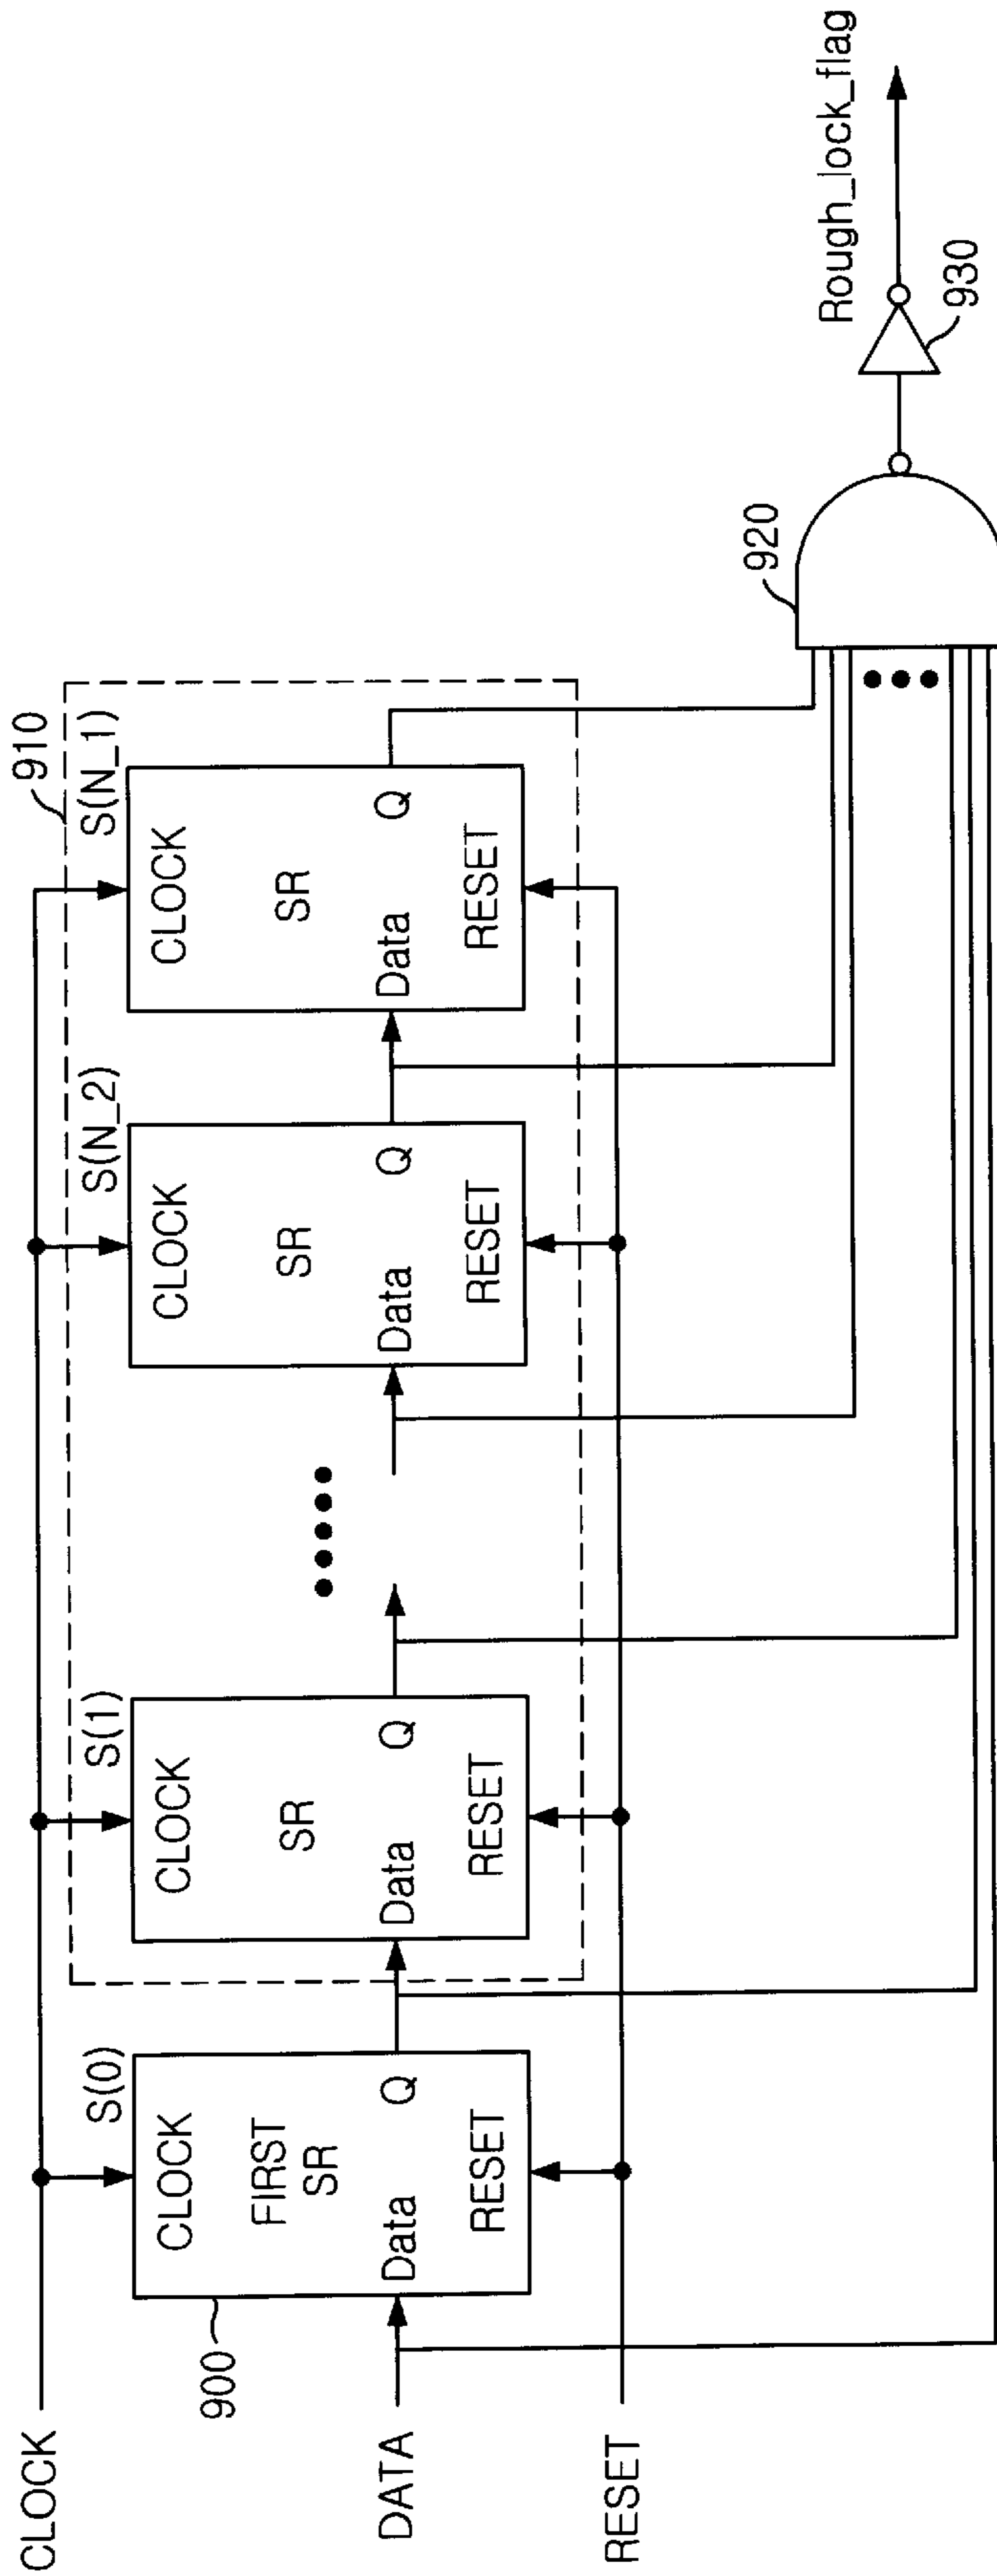 CLOCK
DATA
RESET
900
S(0)
CLOCK
FIRST
SR
Data
Q
RESET
S(1)
CLOCK
SR
Data
Q
RESET
S(N_2)
CLOCK
SR
Data
Q
RESET
S(N_1)
CLOCK
SR
Data
Q
RESET
910
920
930
Rough_lock_flag